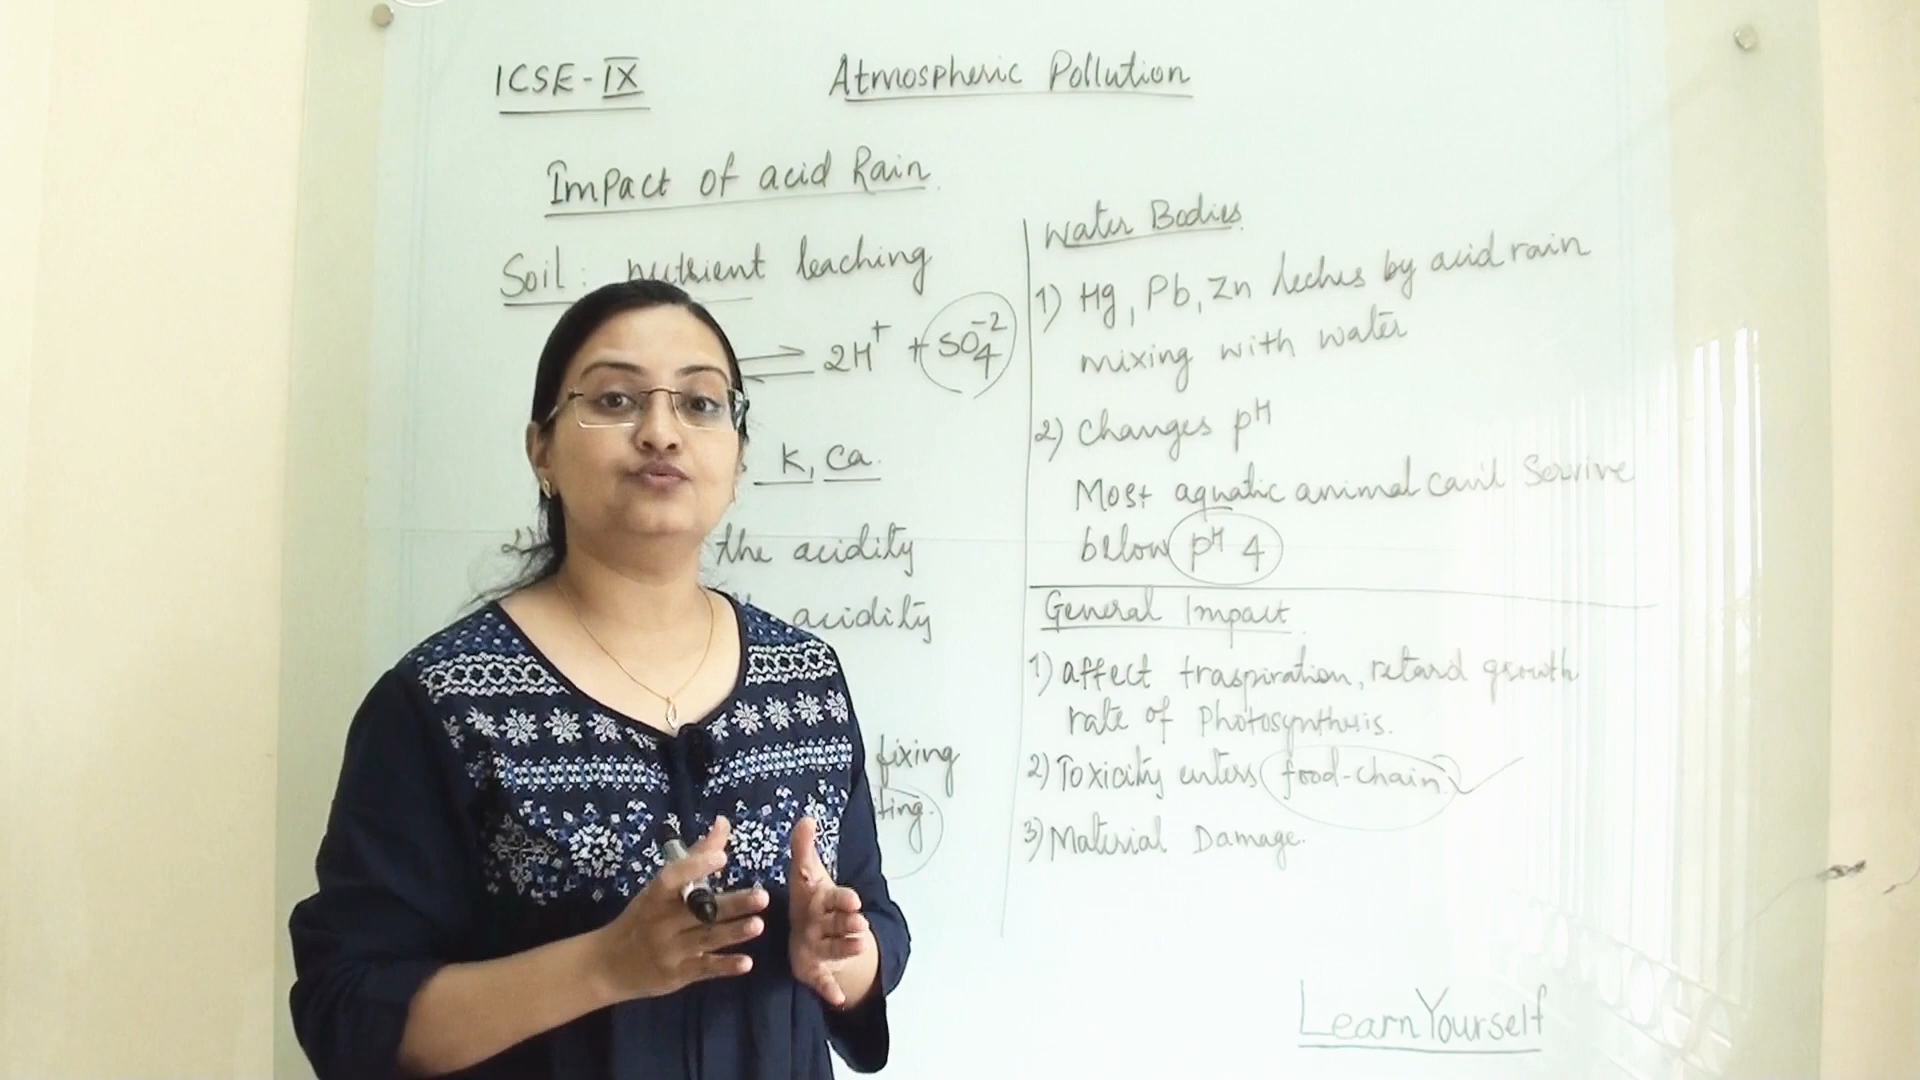 ICSE-IX
Atmospheric Pollution
Impact of acid Rain.
Soil: nutrient leaching
2H+ + SO4-2
K, Ca.
2)
the acidity
acidity
fixing
Water Bodies
1) Hg, Pb, Zn leches by acid rain
mixing with water
2) Changes pH
Most aquatic animal can't Servive
below pH 4
General Impact
1) affect traspiration, retard growth
rate of Photosynthesis.
2) Toxicity enters food-chain
3) Material Damage.
LearnYourself